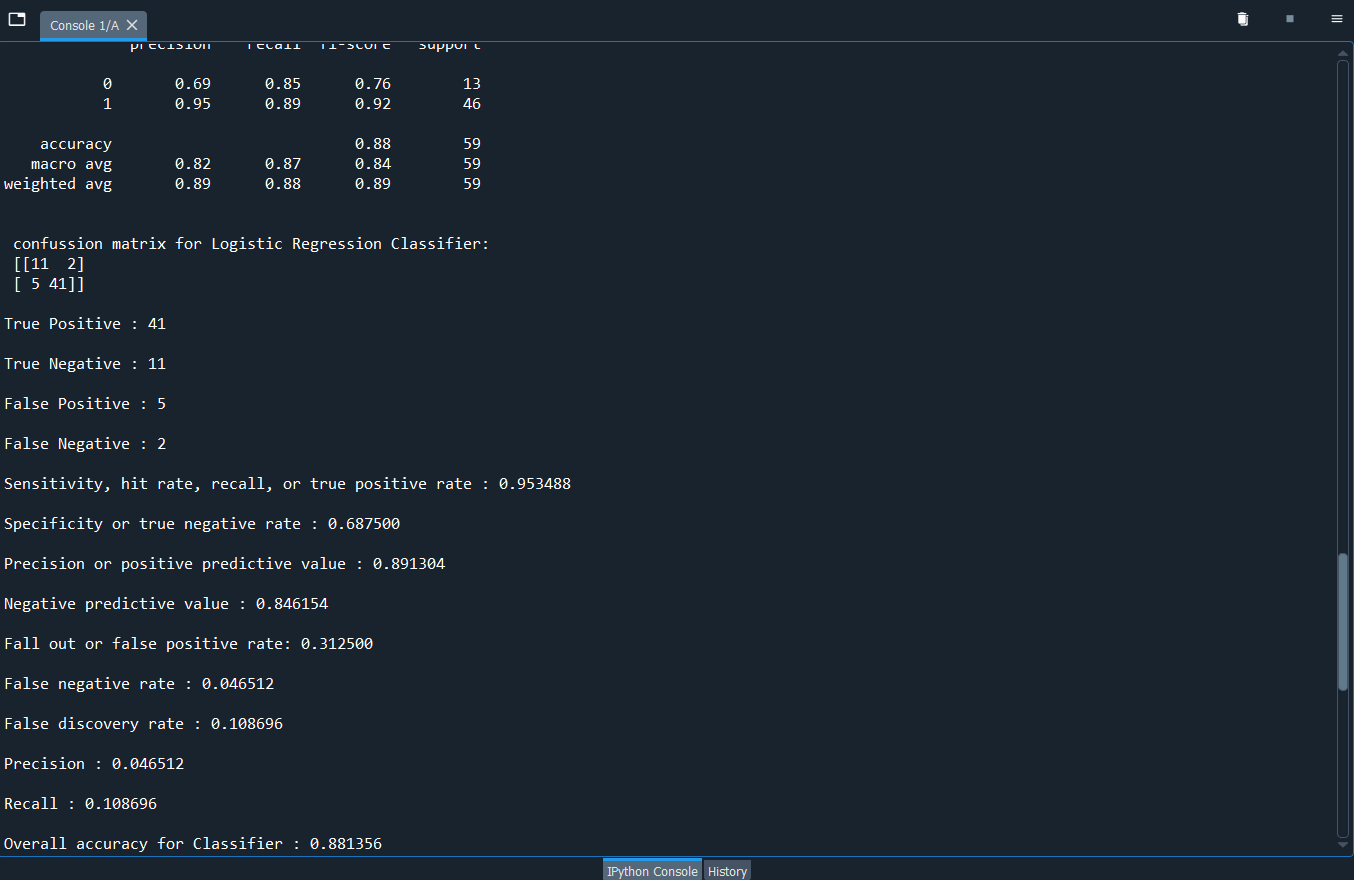 Console 1/A
precision recall f1-score support
0 0.69 0.85 0.76 13
1 0.95 0.89 0.92 46
accuracy 0.88 59
macro avg 0.82 0.87 0.84 59
weighted avg 0.89 0.88 0.89 59
confussion matrix for Logistic Regression Classifier:
[[11 2]
[ 5 41]]
True Positive : 41
True Negative : 11
False Positive : 5
False Negative : 2
Sensitivity, hit rate, recall, or true positive rate : 0.953488
Specificity or true negative rate : 0.687500
Precision or positive predictive value : 0.891304
Negative predictive value : 0.846154
Fall out or false positive rate: 0.312500
False negative rate : 0.046512
False discovery rate : 0.108696
Precision : 0.046512
Recall : 0.108696
Overall accuracy for Classifier : 0.881356
IPython Console History